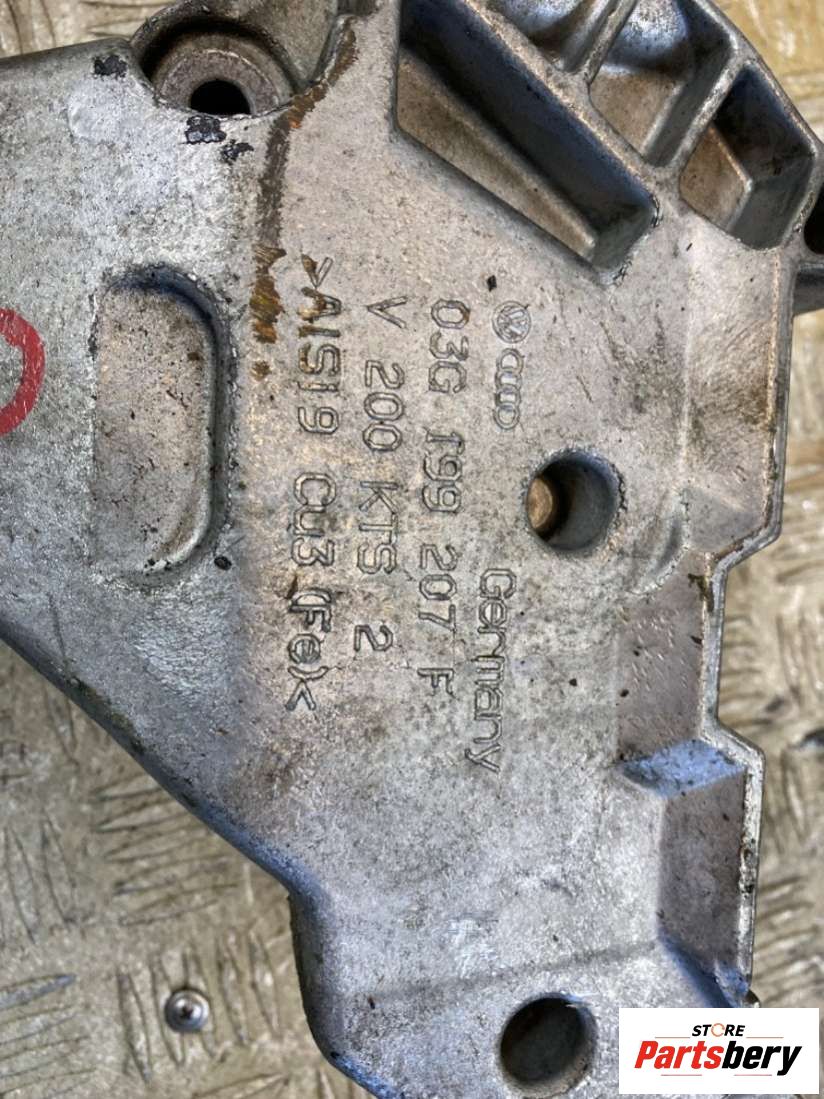 Germany
03G 199 207 F
V 200 KTS 2
>AlSi9 Cu3(Fe)<
STORE
Partsbery